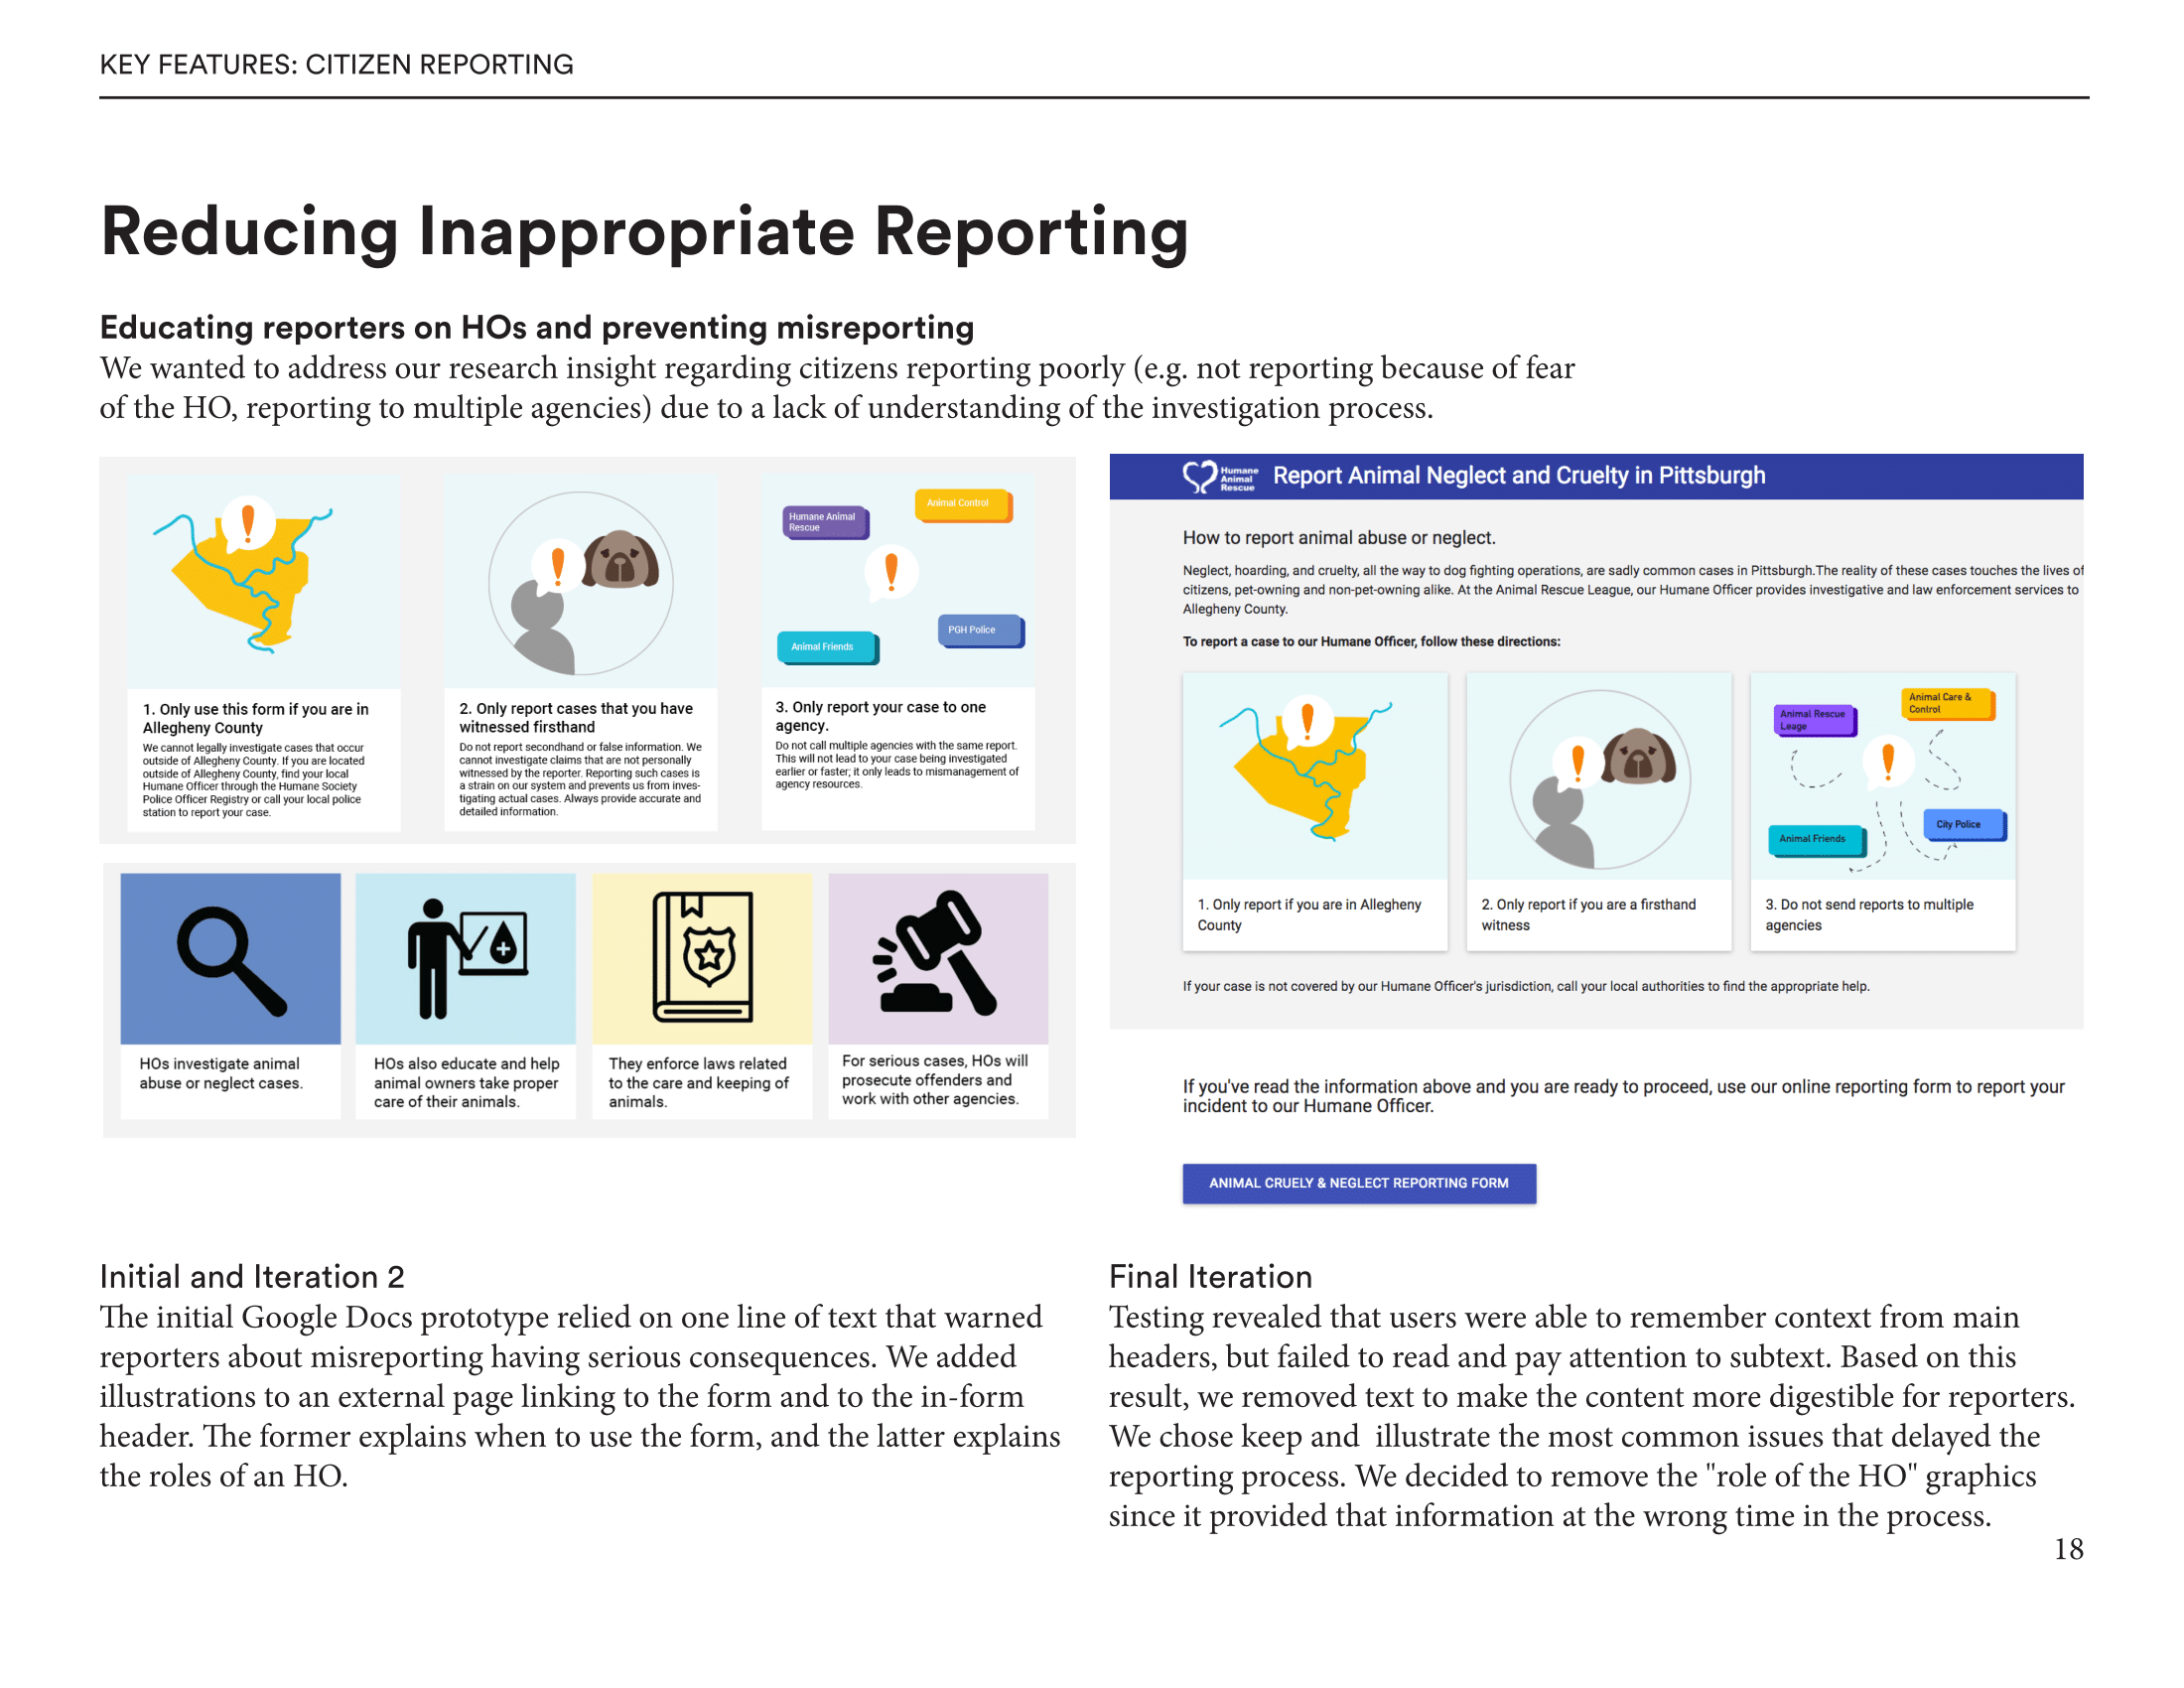 KEY FEATURES: CITIZEN REPORTING
Reducing Inappropriate Reporting
Educating reporters on HOs and preventing misreporting
We wanted to address our research insight regarding citizens reporting poorly (e.g. not reporting because of fear
of the HO, reporting to multiple agencies) due to a lack of understanding of the investigation process.
Humane Animal
Rescue
Animal Control
Animal Friends
PGH Police
1. Only use this form if you are in
Allegheny County
We cannot legally investigate cases that occur
outside of Allegheny County. If you are located
outside of Allegheny County, find your local
Humane Officer through the Humane Society
Police Officer Registry or call your local police
station to report your case.
2. Only report cases that you have
witnessed firsthand
Do not report secondhand or false information. We
cannot investigate claims that are not personally
witnessed by the reporter. Reporting such cases is
a strain on our system and prevents us from inves-
tigating actual cases. Always provide accurate and
detailed information.
3. Only report your case to one
agency.
Do not call multiple agencies with the same report.
This will not lead to your case being investigated
earlier or faster; it only leads to mismanagement of
agency resources.
HOs investigate animal
abuse or neglect cases.
HOs also educate and help
animal owners take proper
care of their animals.
They enforce laws related
to the care and keeping of
animals.
For serious cases, HOs will
prosecute offenders and
work with other agencies.
Humane
Animal
Rescue
Report Animal Neglect and Cruelty in Pittsburgh
How to report animal abuse or neglect.
Neglect, hoarding, and cruelty, all the way to dog fighting operations, are sadly common cases in Pittsburgh.The reality of these cases touches the lives of
citizens, pet-owning and non-pet-owning alike. At the Animal Rescue League, our Humane Officer provides investigative and law enforcement services to
Allegheny County.
To report a case to our Humane Officer, follow these directions:
Animal Rescue
Leage
Animal Care &
Control
Animal Friends
City Police
1. Only report if you are in Allegheny
County
2. Only report if you are a firsthand
witness
3. Do not send reports to multiple
agencies
If your case is not covered by our Humane Officer's jurisdiction, call your local authorities to find the appropriate help.
If you've read the information above and you are ready to proceed, use our online reporting form to report your
incident to our Humane Officer.
ANIMAL CRUELY & NEGLECT REPORTING FORM
Initial and Iteration 2
The initial Google Docs prototype relied on one line of text that warned
reporters about misreporting having serious consequences. We added
illustrations to an external page linking to the form and to the in-form
header. The former explains when to use the form, and the latter explains
the roles of an HO.
Final Iteration
Testing revealed that users were able to remember context from main
headers, but failed to read and pay attention to subtext. Based on this
result, we removed text to make the content more digestible for reporters.
We chose keep and  illustrate the most common issues that delayed the
reporting process. We decided to remove the "role of the HO" graphics
since it provided that information at the wrong time in the process.
18